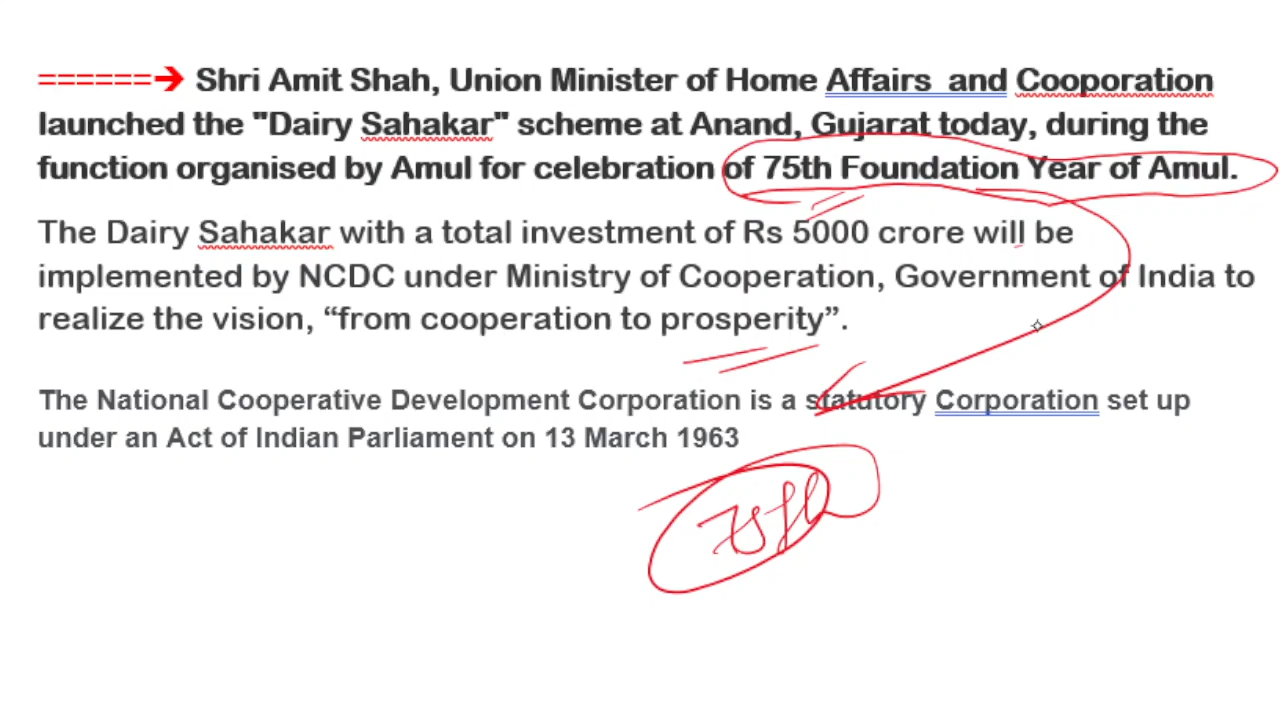 ======➔ Shri Amit Shah, Union Minister of Home Affairs and Cooporation
launched the "Dairy Sahakar" scheme at Anand, Gujarat today, during the
function organised by Amul for celebration of 75th Foundation Year of Amul.
The Dairy Sahakar with a total investment of Rs 5000 crore will be
implemented by NCDC under Ministry of Cooperation, Government of India to
realize the vision, “from cooperation to prosperity”.
The National Cooperative Development Corporation is a statutory Corporation set up
under an Act of Indian Parliament on 13 March 1963
75th